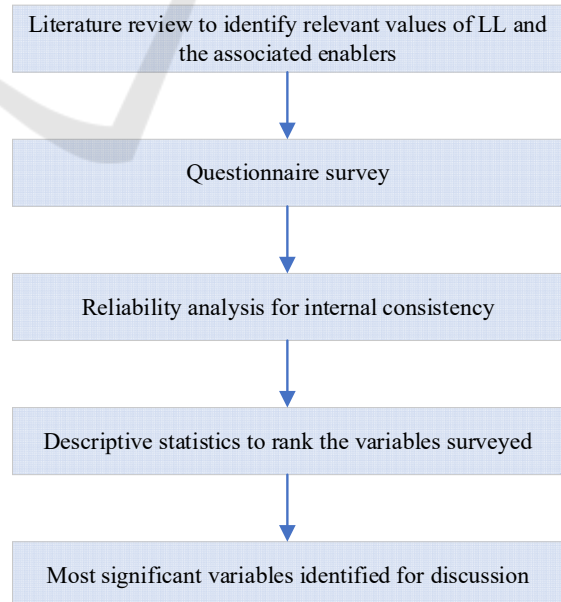 Literature review to identify relevant values of LL and
the associated enablers
Questionnaire survey
Reliability analysis for internal consistency
Descriptive statistics to rank the variables surveyed
Most significant variables identified for discussion